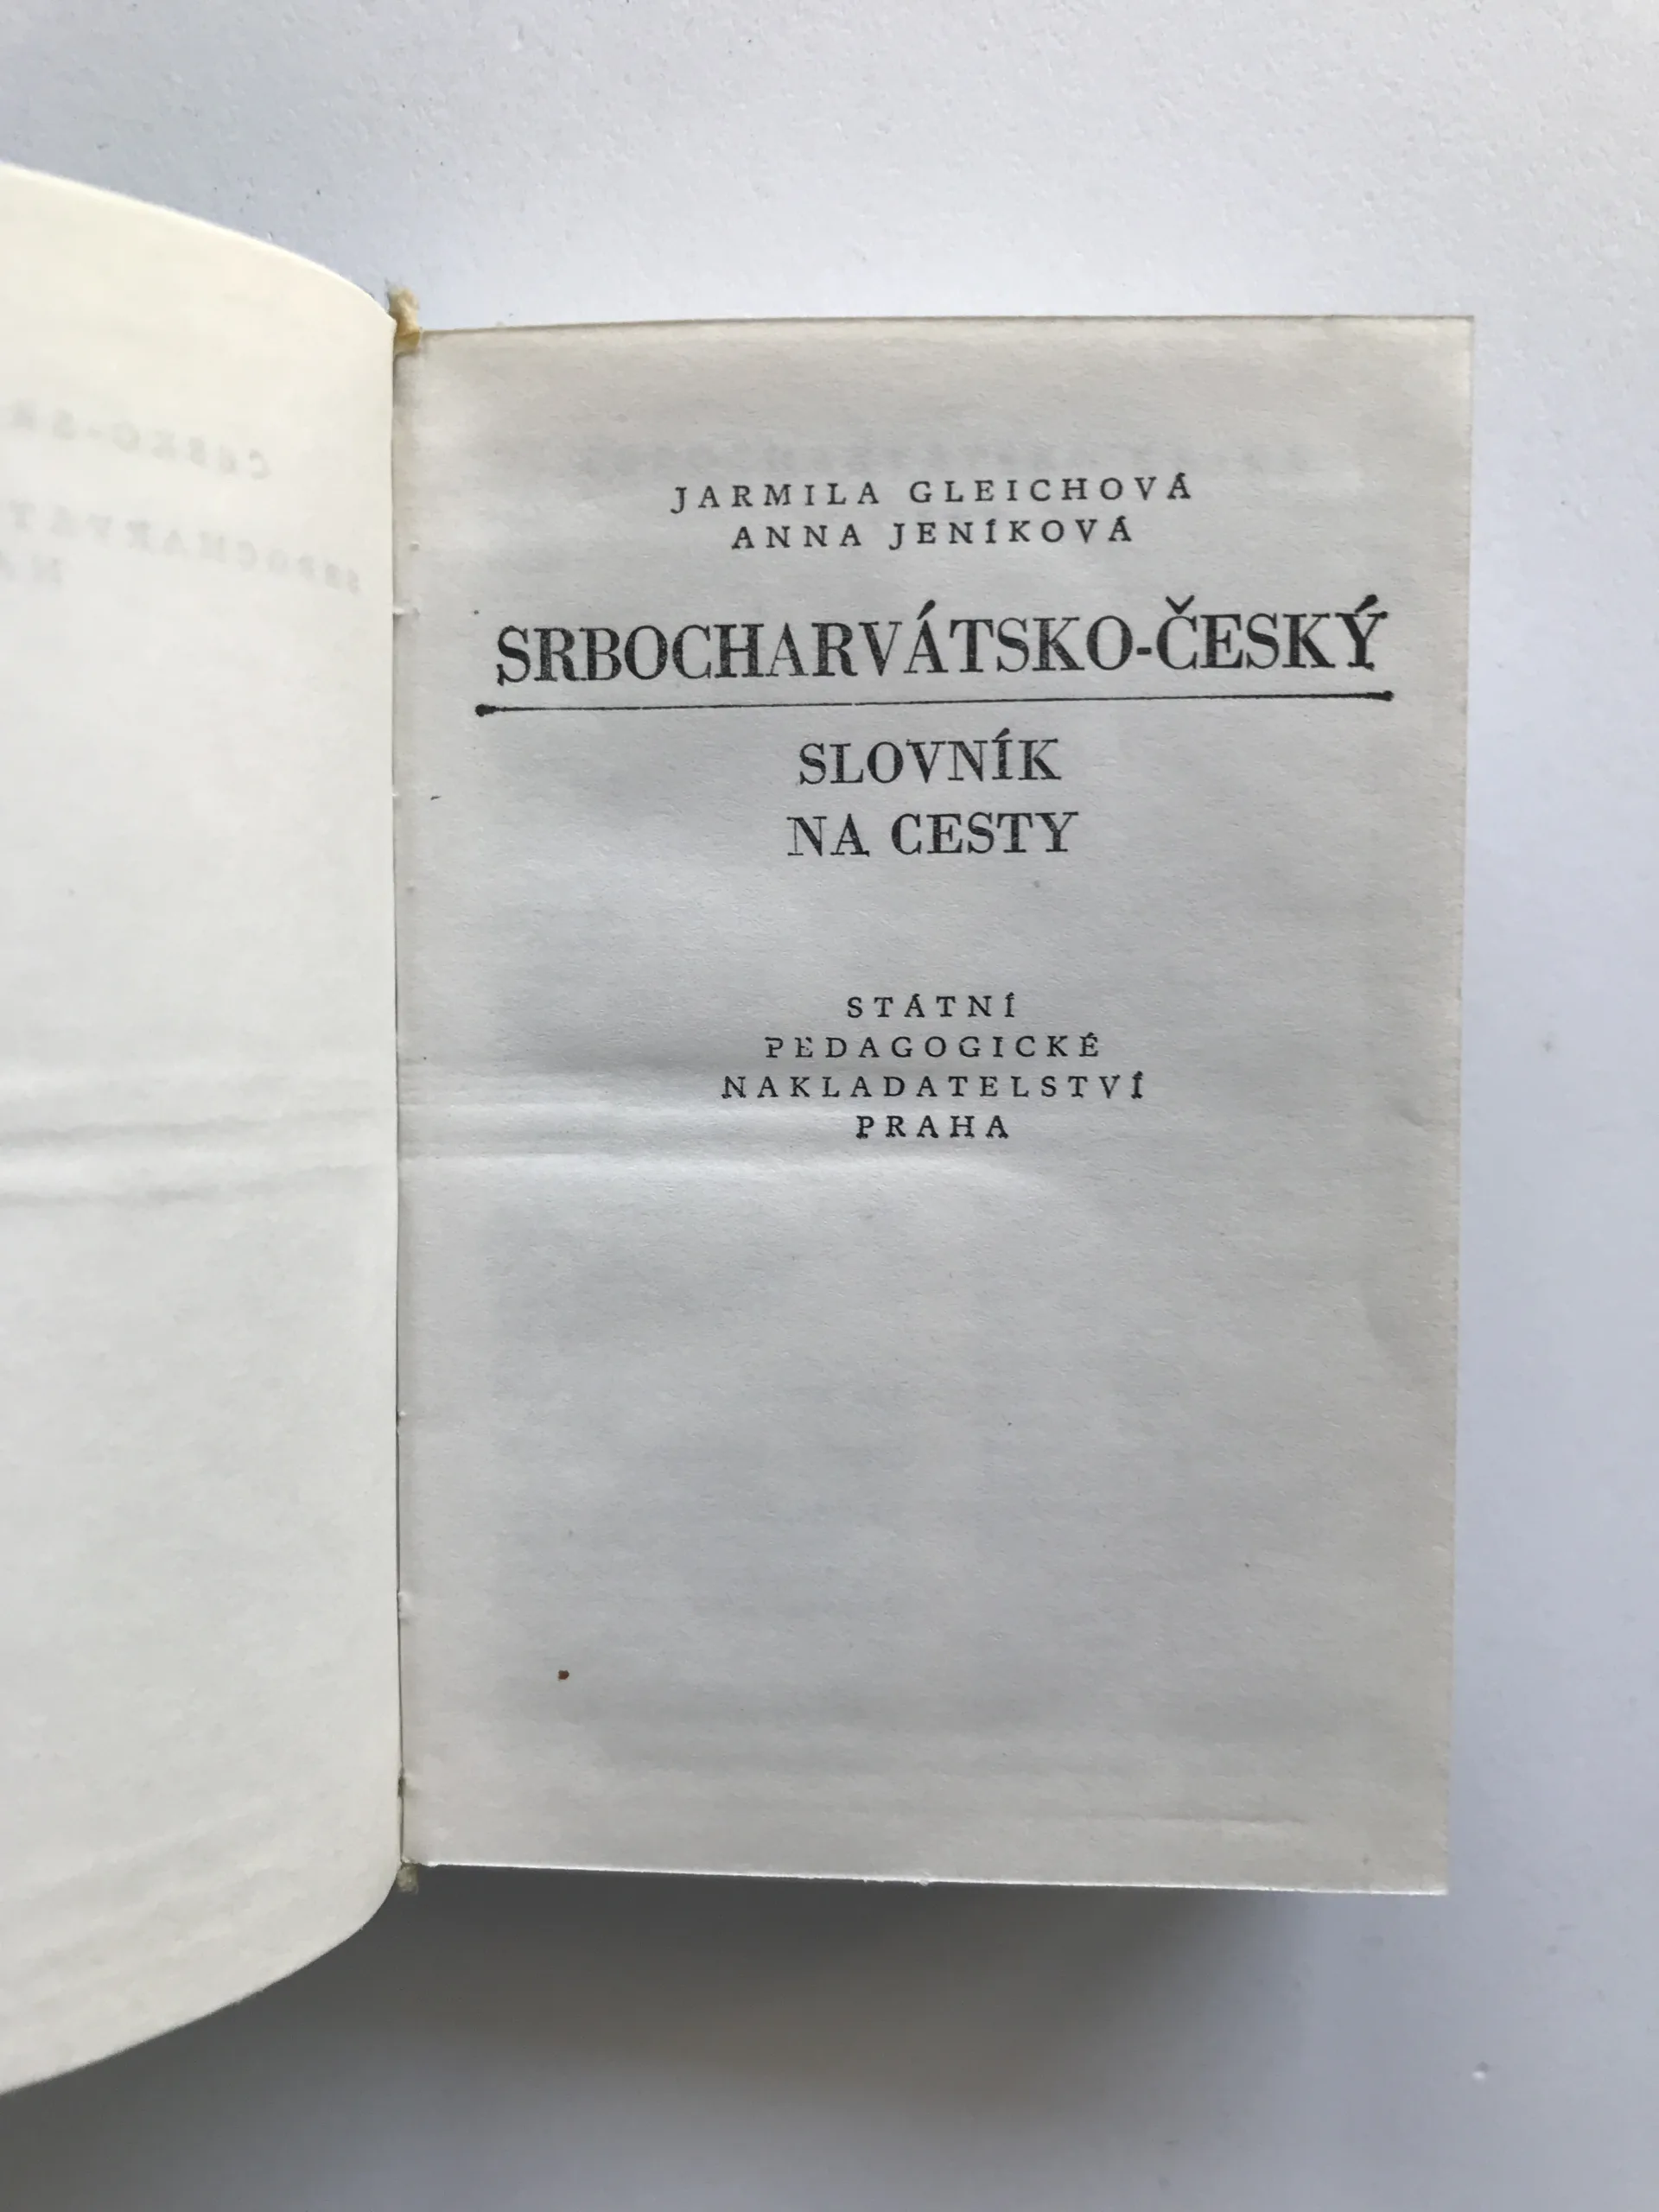 JARMILA GLEICHOVÁ
ANNA JENÍKOVÁ
SRBOCHARVÁTSKO-ČESKÝ
SLOVNÍK
NA CESTY
STÁTNÍ
PEDAGOGICKÉ
NAKLADATELSTVÍ
PRAHA